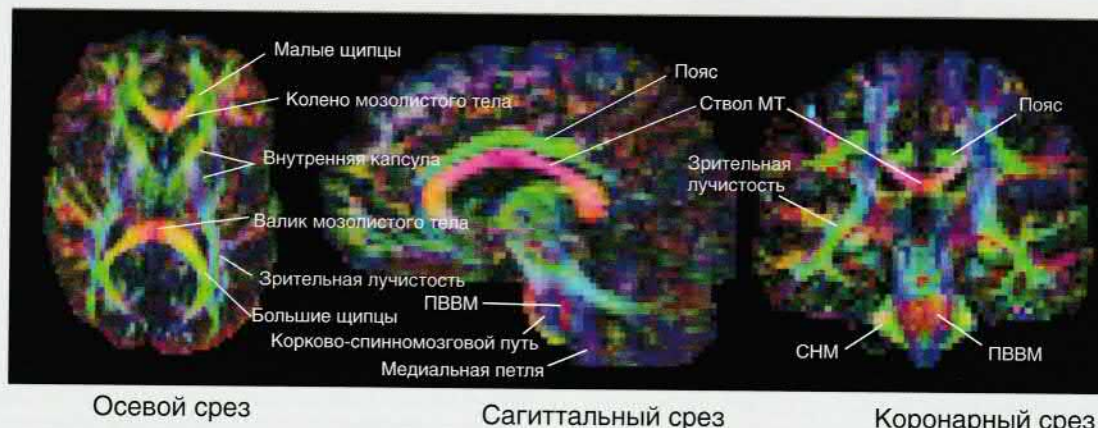 Малые щипцы
Колено мозолистого тела
Внутренняя капсула
Валик мозолистого тела
Зрительная лучистость
Большие щипцы
Осевой срез
Пояс
Ствол МТ
ПВВМ
Корково-спинномозговой путь
Медиальная петля
Сагиттальный срез
Пояс
Зрительная
лучистость
СНМ
ПВВМ
Коронарный срез